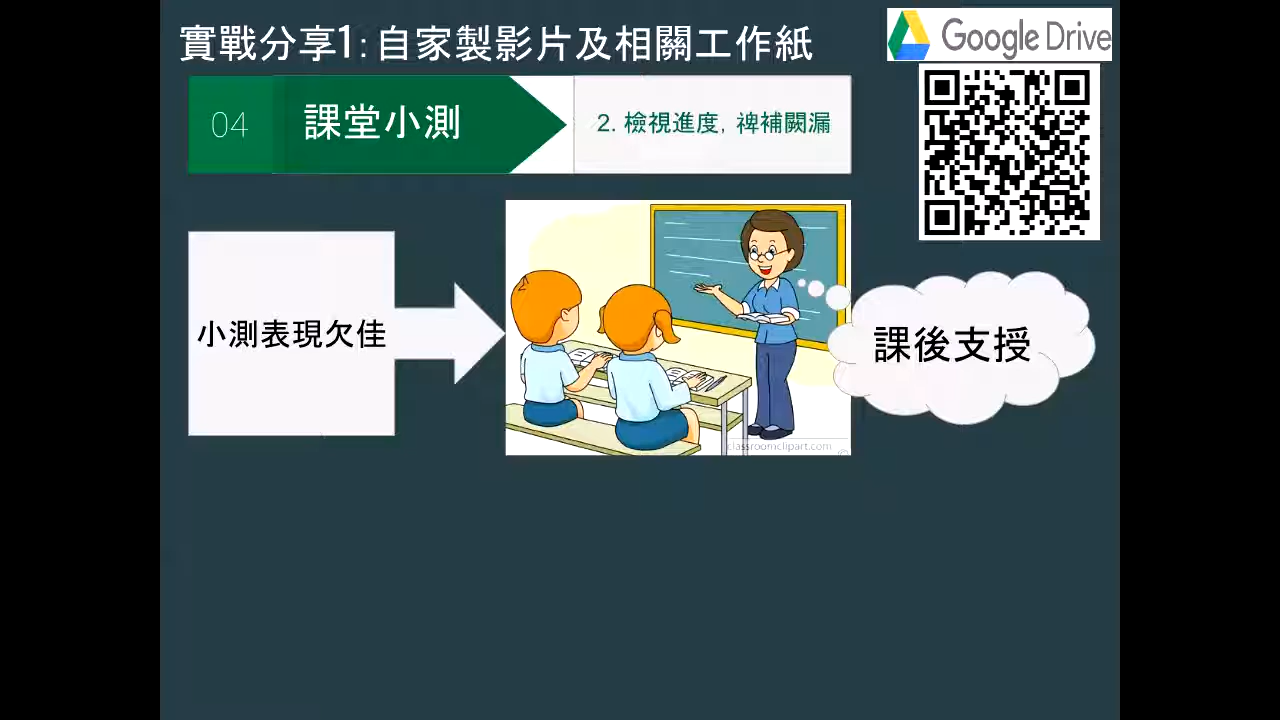 實戰分享1:自家製影片及相關工作紙
Google Drive
04
課堂小測
2. 檢視進度, 裨補闕漏
小測表現欠佳
課後支授
classroomclipart.com
©